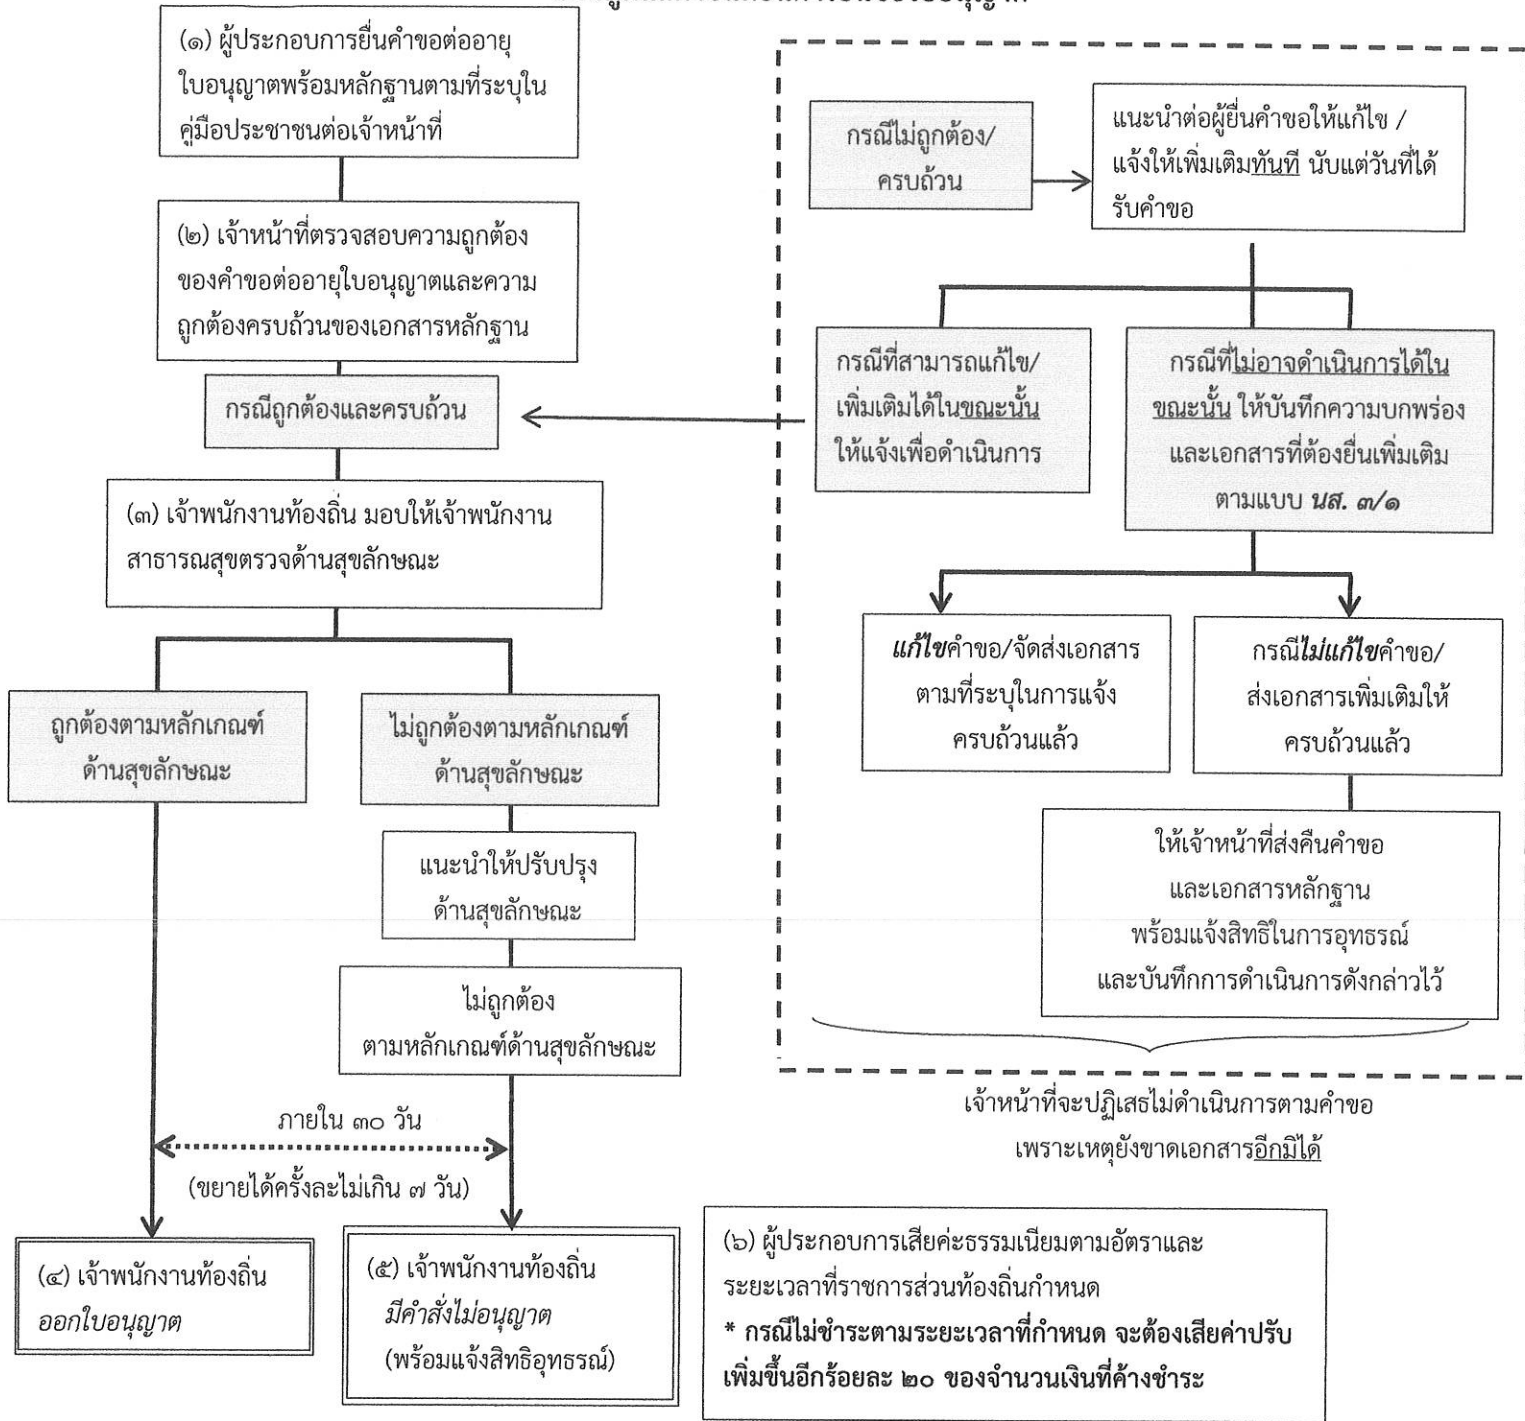 (๑) ผู้ประกอบการยื่นคำขอต่ออายุ
ใบอนุญาตพร้อมหลักฐานตามที่ระบุใน
คู่มือประชาชนต่อเจ้าหน้าที่
(๒) เจ้าหน้าที่ตรวจสอบความถูกต้อง
ของคำขอต่ออายุใบอนุญาตและความ
ถูกต้องครบถ้วนของเอกสารหลักฐาน
กรณีถูกต้องและครบถ้วน
(๓) เจ้าพนักงานท้องถิ่น มอบให้เจ้าพนักงาน
สาธารณสุขตรวจด้านสุขลักษณะ
ถูกต้องตามหลักเกณฑ์
ด้านสุขลักษณะ
ไม่ถูกต้องตามหลักเกณฑ์
ด้านสุขลักษณะ
แนะนำให้ปรับปรุง
ด้านสุขลักษณะ
ไม่ถูกต้อง
ตามหลักเกณฑ์ด้านสุขลักษณะ
ภายใน ๓๐ วัน
(ขยายได้ครั้งละไม่เกิน ๗ วัน)
(๔) เจ้าพนักงานท้องถิ่น
ออกใบอนุญาต
(๕) เจ้าพนักงานท้องถิ่น
มีคำสั่งไม่อนุญาต
(พร้อมแจ้งสิทธิอุทธรณ์)
กรณีไม่ถูกต้อง/
ครบถ้วน
แนะนำต่อผู้ยื่นคำขอให้แก้ไข /
แจ้งให้เพิ่มเติมทันที นับแต่วันที่ได้
รับคำขอ
กรณีที่สามารถแก้ไข/
เพิ่มเติมได้ในขณะนั้น
ให้แจ้งเพื่อดำเนินการ
กรณีที่ไม่อาจดำเนินการได้ใน
ขณะนั้น ให้บันทึกความบกพร่อง
และเอกสารที่ต้องยื่นเพิ่มเติม
ตามแบบ นส. ๓/๑
แก้ไขคำขอ/จัดส่งเอกสาร
ตามที่ระบุในการแจ้ง
ครบถ้วนแล้ว
กรณีไม่แก้ไขคำขอ/
ส่งเอกสารเพิ่มเติมให้
ครบถ้วนแล้ว
ให้เจ้าหน้าที่ส่งคืนคำขอ
และเอกสารหลักฐาน
พร้อมแจ้งสิทธิในการอุทธรณ์
และบันทึกการดำเนินการดังกล่าวไว้
เจ้าหน้าที่จะปฏิเสธไม่ดำเนินการตามคำขอ
เพราะเหตุยังขาดเอกสารอีกมิได้
(๖) ผู้ประกอบการเสียค่ะธรรมเนียมตามอัตราและ
ระยะเวลาที่ราชการส่วนท้องถิ่นกำหนด
* กรณีไม่ชำระตามระยะเวลาที่กำหนด จะต้องเสียค่าปรับ
เพิ่มขึ้นอีกร้อยละ ๒๐ ของจำนวนเงินที่ค้างชำระ